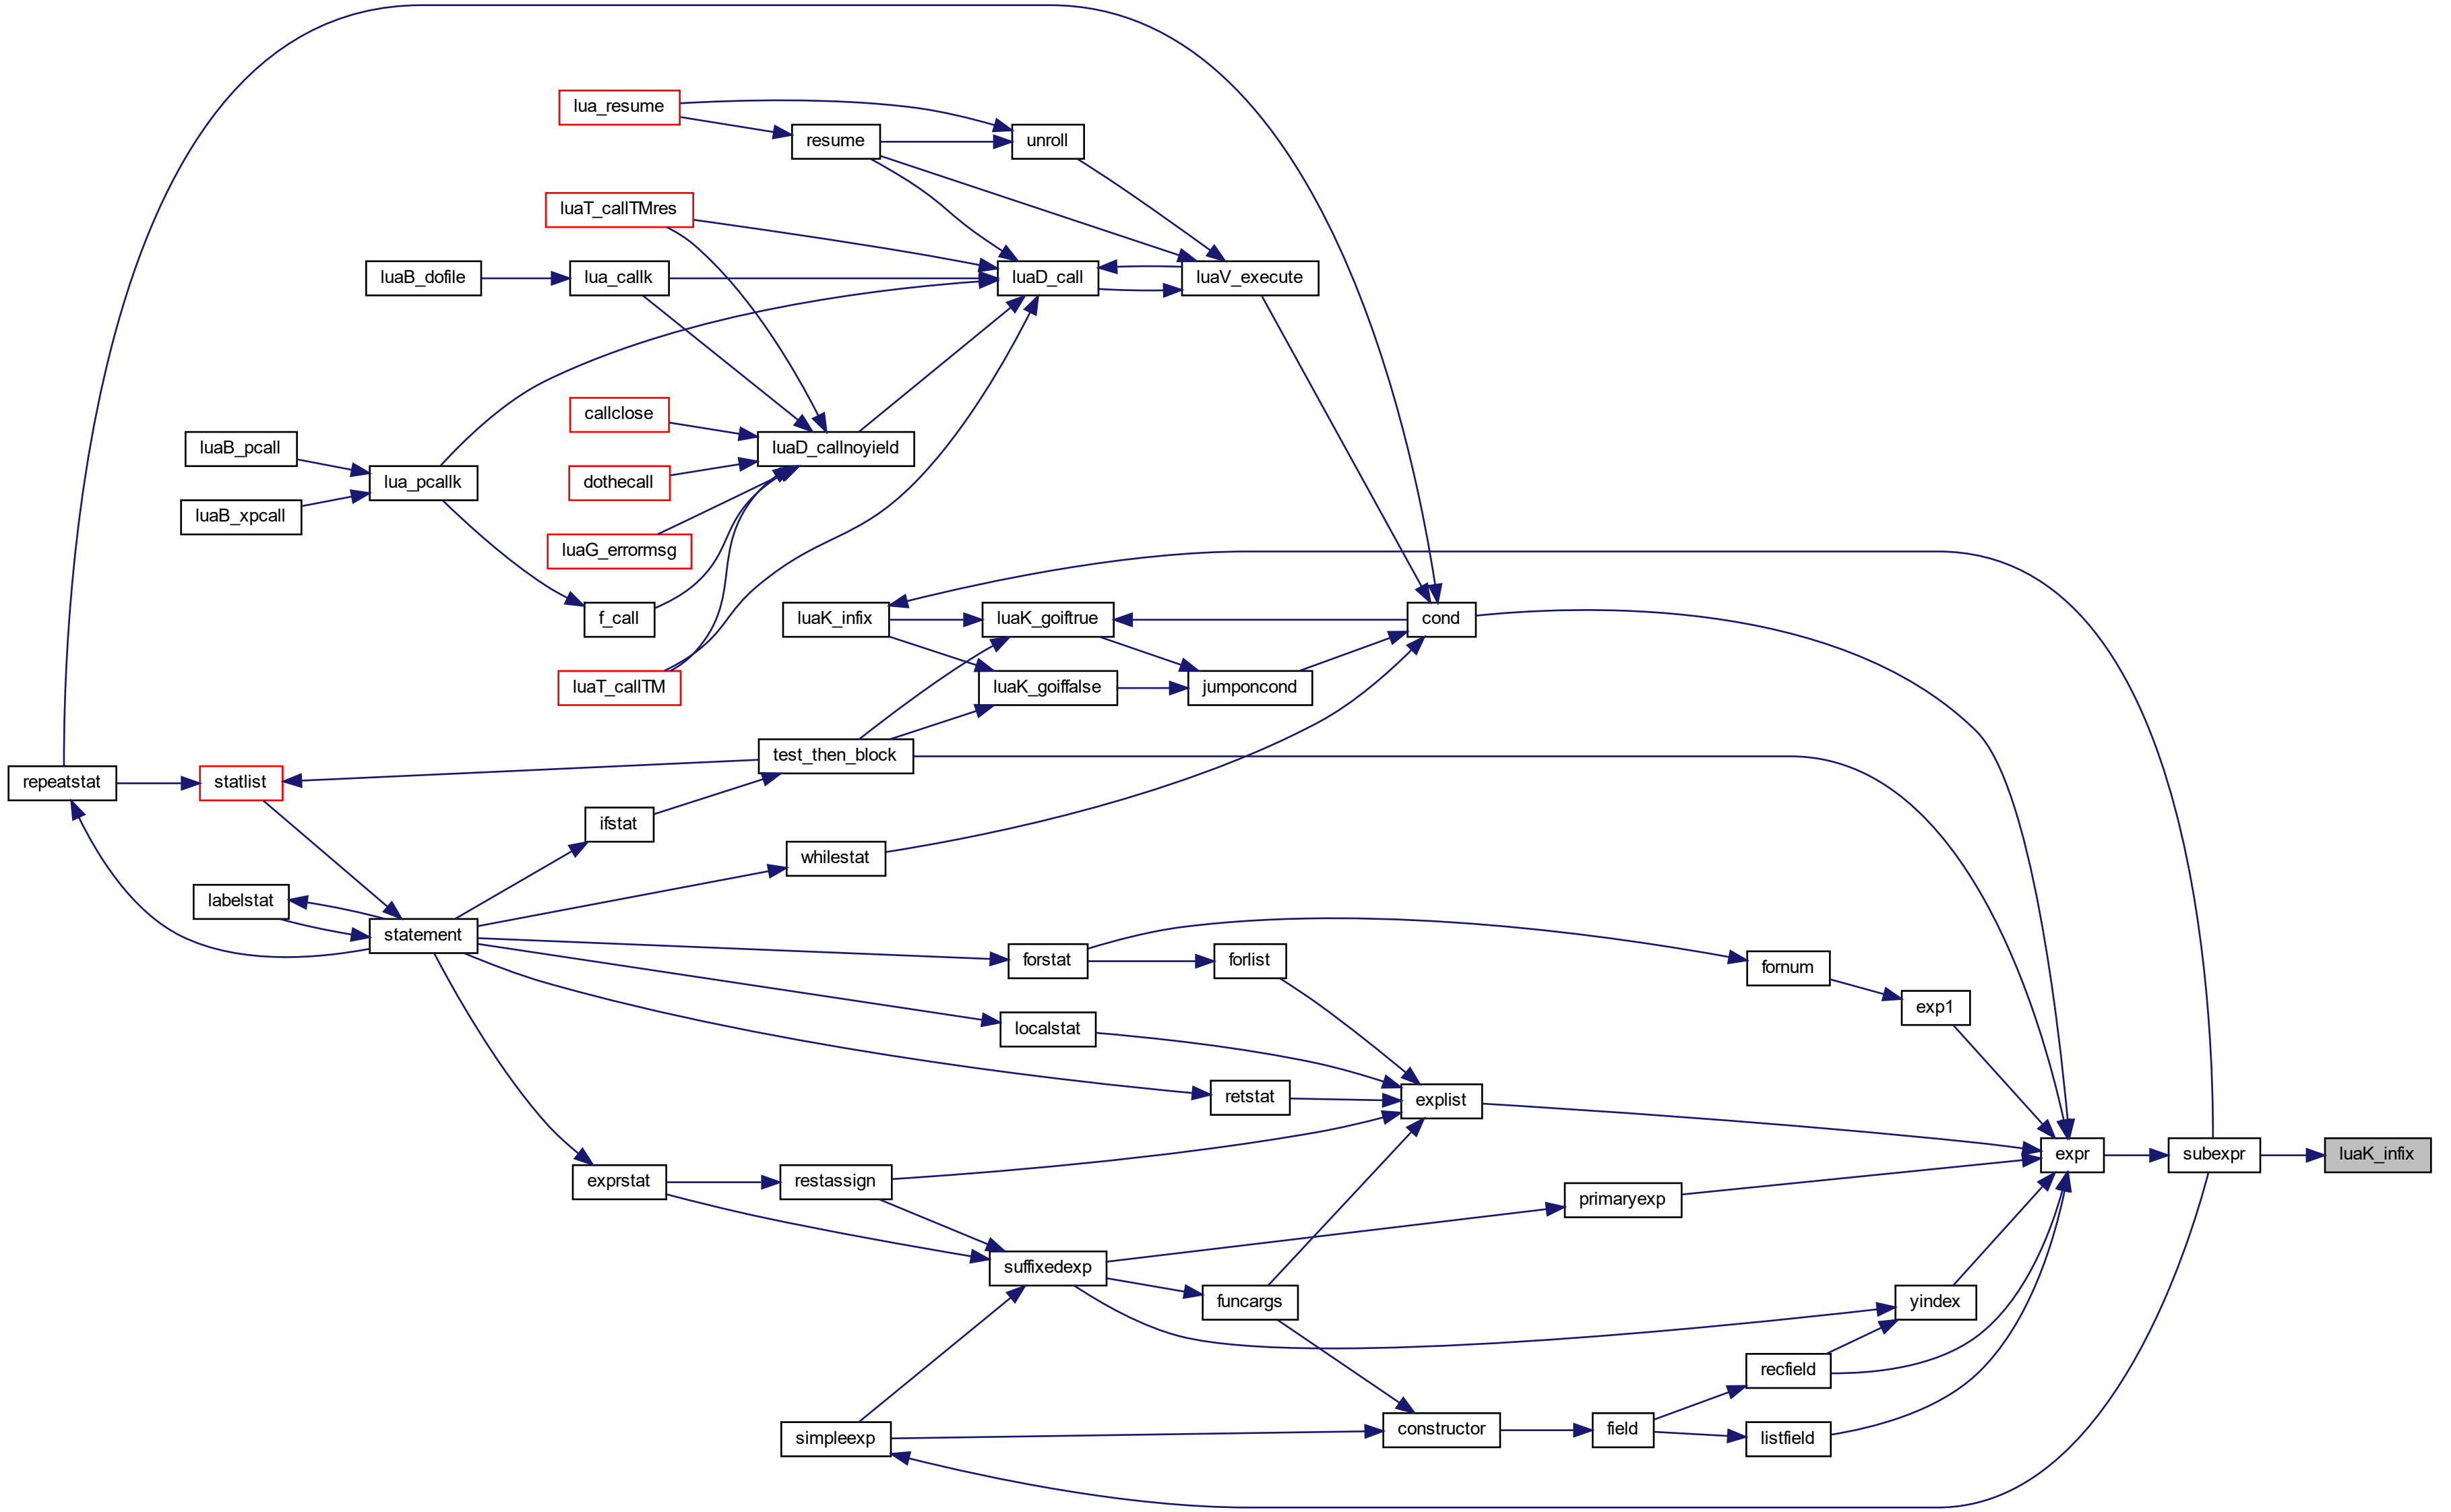 lua_resume
resume
unroll
luaT_callTMres
luaB_dofile
lua_callk
luaD_call
luaV_execute
callclose
luaB_pcall
luaD_callnoyield
dothecall
lua_pcallk
luaB_xpcall
luaG_errormsg
f_call
luaK_infix
luaK_goiftrue
cond
luaT_callTM
luaK_goiffalse
jumponcond
test_then_block
repeatstat
statlist
ifstat
whilestat
labelstat
statement
forstat
forlist
fornum
exp1
localstat
retstat
explist
exprstat
restassign
expr
subexpr
luaK_infix
primaryexp
suffixedexp
funcargs
yindex
recfield
simpleexp
constructor
field
listfield